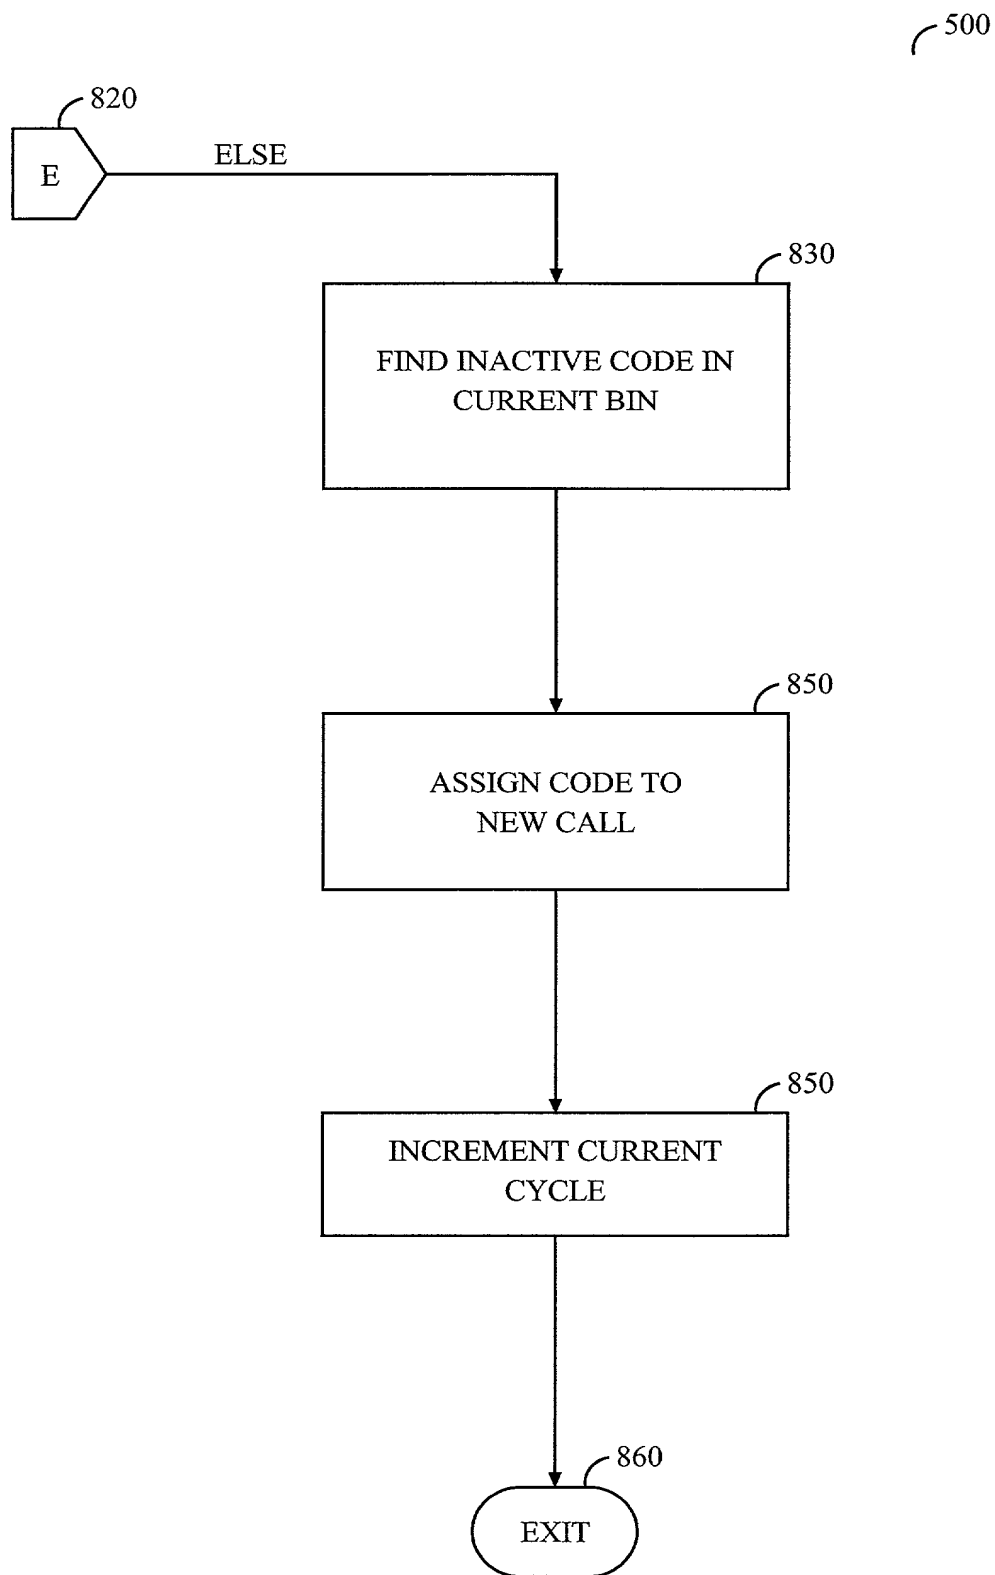 500
820
E
ELSE
830
FIND INACTIVE CODE IN
CURRENT BIN
850
ASSIGN CODE TO
NEW CALL
850
INCREMENT CURRENT
CYCLE
860
EXIT